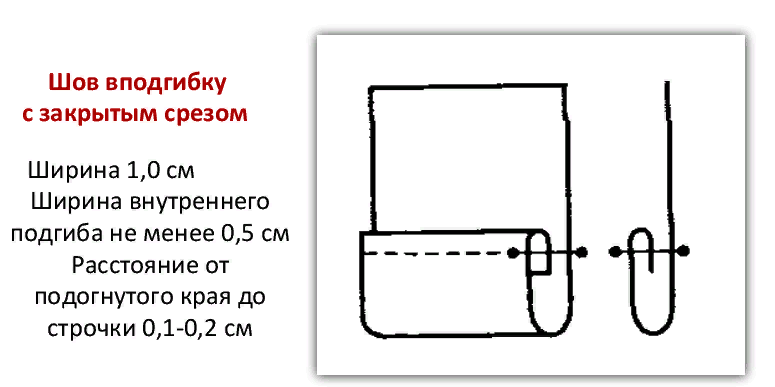 Шов вподгибку
с закрытым срезом
Ширина 1,0 см
Ширина внутреннего
подгиба не менее 0,5 см
Расстояние от
подогнутого края до
строчки 0,1-0,2 см